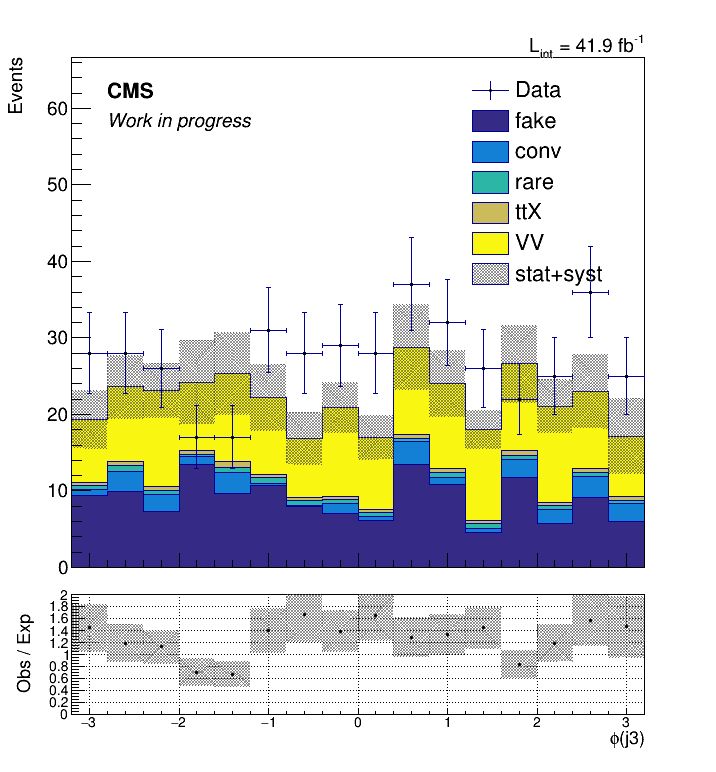 L_int = 41.9 fb^-1
Events
CMS
Work in progress
Data
fake
conv
rare
ttX
VV
stat+syst
60
50
40
30
20
10
0
Obs / Exp
2
1.8
1.6
1.4
1.2
1
0.8
0.6
0.4
0.2
0
−3 −2 −1 0 1 2 3
ϕ(j3)